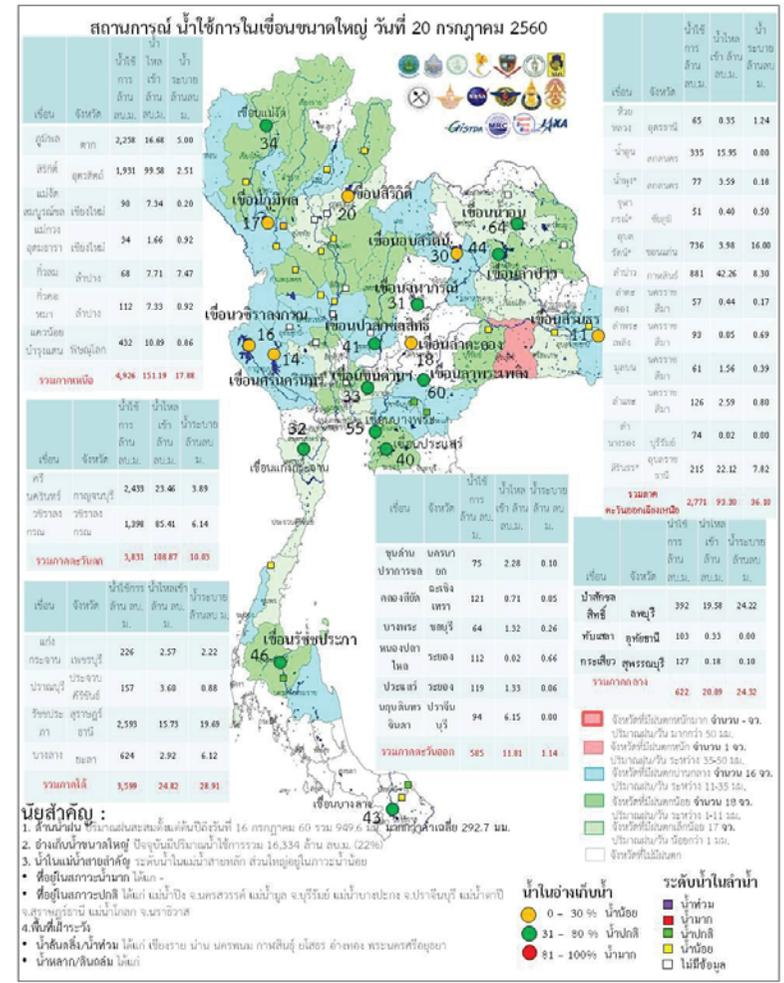 สถานการณ์ น้ำใช้การในเขื่อนขนาดใหญ่ วันที่ 20 กรกฎาคม 2560
เขื่อน จังหวัด น้ำใช้การ ล้าน ลบ.ม. น้ำไหลเข้า ล้าน ลบ.ม. น้ำระบาย ล้านลบ ม.
ภูมิพล ตาก 2,258 16.68 5.00
สิริกิติ์ อุตรดิตถ์ 1,931 99.58 2.51
แม่งัดสมบูรณ์ชล เชียงใหม่ 90 7.34 0.20
แม่กวงอุดมธารา เชียงใหม่ 34 1.66 0.92
กิ่วลม ลำปาง 68 7.71 7.47
กิ่วคอหมา ลำปาง 112 7.33 0.92
แควน้อยบำรุงแดน พิษณุโลก 432 10.89 0.86
รวมภาคเหนือ 4,926 151.19 17.88
เขื่อน จังหวัด น้ำใช้การ ล้าน ลบ.ม. น้ำไหลเข้า ล้าน ลบ.ม. น้ำระบาย ล้านลบ ม.
ศรีนครินทร์ กาญจนบุรี 2,433 23.46 3.89
วชิราลงกรณ วชิราลงกรณ 1,398 85.41 6.14
รวมภาคตะวันตก 3,831 108.87 10.03
เขื่อน จังหวัด น้ำใช้การ ล้าน ลบ. ม. น้ำไหลเข้า ล้าน ลบ. ม. น้ำระบาย ล้านลบ ม.
แก่งกระจาน เพชรบุรี 226 2.57 2.22
ปราณบุรี ประจวบคีรีขันธ์ 157 3.60 0.88
รัชชประภา สุราษฎร์ธานี 2,593 15.73 19.69
บางลาง ยะลา 624 2.92 6.12
รวมภาคใต้ 3,599 24.82 28.91
เขื่อน จังหวัด น้ำใช้การ ล้าน ลบ.ม. น้ำไหลเข้า ล้าน ลบ.ม. น้ำระบาย ล้านลบ ม.
ห้วยหลวง อุดรธานี 65 0.35 1.24
น้ำอูน สกลนคร 335 15.95 0.00
น้ำพุง* สกลนคร 77 3.59 0.18
จุฬาภรณ์* ชัยภูมิ 51 0.40 0.50
อุบลรัตน์* ขอนแก่น 736 3.98 16.00
ลำปาว กาฬสินธุ์ 881 42.26 8.30
ลำตะคอง นครราชสีมา 57 0.44 0.17
ลำพระเพลิง นครราชสีมา 93 0.05 0.69
มูลบน นครราชสีมา 61 1.56 0.39
ลำแชะ นครราชสีมา 126 2.59 0.80
ลำนางรอง บุรีรัมย์ 74 0.02 0.00
สิรินธร* อุบลราชธานี 215 22.12 7.82
รวมภาคตะวันออกเฉียงเหนือ 2,771 93.30 36.10
เขื่อน จังหวัด น้ำใช้การ ล้าน ลบ. ม. น้ำไหลเข้า ล้าน ลบ.ม. น้ำระบาย ล้าน ลบ ม.
ขุนด่านปราการชล นครนายก 75 2.28 0.10
คลองสียัด ฉะเชิงเทรา 121 0.71 0.05
บางพระ ชลบุรี 64 1.32 0.26
หนองปลาไหล ระยอง 112 0.02 0.66
ประแสร์ ระยอง 119 1.33 0.06
นฤบดินทรจินดา ปราจีนบุรี 94 6.15 0.00
รวมภาคตะวันออก 585 11.81 1.14
เขื่อน จังหวัด น้ำใช้การ ล้าน ลบ.ม. น้ำไหลเข้า ล้าน ลบ.ม. น้ำระบาย ล้านลบ ม.
ป่าสักชลสิทธิ์ ลพบุรี 392 19.58 24.22
ทับเสลา อุทัยธานี 103 0.33 0.00
กระเสียว สุพรรณบุรี 127 0.18 0.10
รวมภาคกลาง 622 20.09 24.32
GISTDA MRC JAXA
NASA
เขื่อนแม่งัด
34
เขื่อนภูมิพล
17
เขื่อนสิริกิติ์
20
เขื่อนน้ำอูน
64
เขื่อนอุบลรัตน์
30
44
เขื่อนลำปาว
เขื่อนจุฬาภรณ์
31
เขื่อนวชิราลงกรณ
16
14
เขื่อนศรีนครินทร์
เขื่อนป่าสักชลสิทธิ์
41
เขื่อนลำตะคอง
18
เขื่อนสิรินธร
11
เขื่อนขุนด่านฯ
33
เขื่อนลำพระเพลิง
60
32
เขื่อนแก่งกระจาน
เขื่อนบางพระ
55
เขื่อนประแสร์
40
เขื่อนรัชชประภา
46
เขื่อนบางลาง
43
จังหวัดที่มีฝนตกหนักมาก จำนวน - จว.
ปริมาณฝน/วัน มากกว่า 50 มม.
จังหวัดที่มีฝนตกหนัก จำนวน 1 จว.
ปริมาณฝน/วัน ระหว่าง 35-50 มม.
จังหวัดที่มีฝนตกปานกลาง จำนวน 16 จว.
ปริมาณฝน/วัน ระหว่าง 11-35 มม.
จังหวัดที่มีฝนตกน้อย จำนวน 18 จว.
ปริมาณฝน/วัน ระหว่าง 1-11 มม.
จังหวัดที่มีฝนตกเล็กน้อย 17 จว.
ปริมาณฝน/วัน น้อยกว่า 1 มม.
จังหวัดที่ไม่มีฝนตก
นัยสำคัญ :
1. ด้านน้ำฝน ปริมาณฝนสะสมตั้งแต่ต้นปีถึงวันที่ 16 กรกฎาคม 60 รวม 949.6 มม. มากกว่าค่าเฉลี่ย 292.7 มม.
2. อ่างเก็บน้ำขนาดใหญ่ ปัจจุบันมีปริมาณน้ำใช้การรวม 16,334 ล้าน ลบ.ม. (22%)
3. น้ำในแม่น้ำสายสำคัญ ระดับน้ำในแม่น้ำสายหลัก ส่วนใหญ่อยู่ในภาวะน้ำน้อย
• ที่อยู่ในสภาวะน้ำมาก ได้แก่ -
• ที่อยู่ในสภาวะปกติ ได้แก่ แม่น้ำปิง จ.นครสวรรค์ แม่น้ำมูล จ.บุรีรัมย์ แม่น้ำบางปะกง จ.ปราจีนบุรี แม่น้ำตาปี
จ.สุราษฎร์ธานี แม่น้ำโกลก จ.นราธิวาส
4.พื้นที่เฝ้าระวัง
• น้ำล้นตลิ่ง/น้ำท่วม ได้แก่ เชียงราย น่าน นครพนม กาฬสินธุ์ ยโสธร อ่างทอง พระนครศรีอยุธยา
• น้ำหลาก/ดินถล่ม ได้แก่
น้ำในอ่างเก็บน้ำ
0 - 30 % น้ำน้อย
31 - 80 % น้ำปกติ
81 - 100% น้ำมาก
ระดับน้ำในลำน้ำ
น้ำท่วม
น้ำมาก
น้ำปกติ
น้ำน้อย
ไม่มีข้อมูล